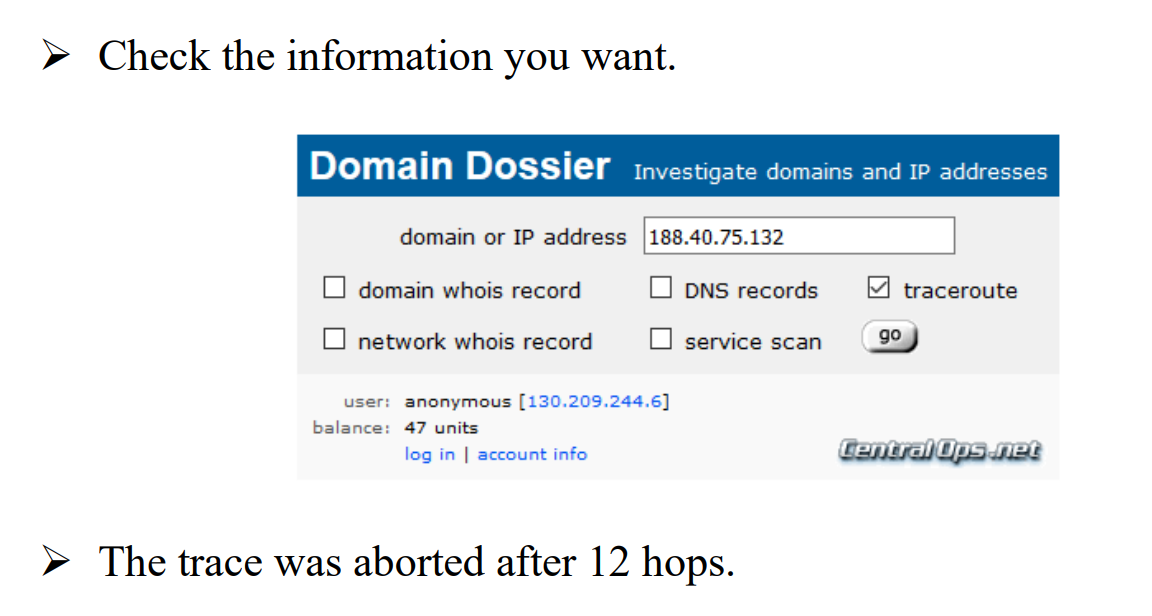 ➢ Check the information you want.
Domain Dossier Investigate domains and IP addresses
domain or IP address 188.40.75.132
domain whois record DNS records traceroute
network whois record service scan go
user: anonymous [130.209.244.6]
balance: 47 units
log in | account info
CentralOps.net
➢ The trace was aborted after 12 hops.